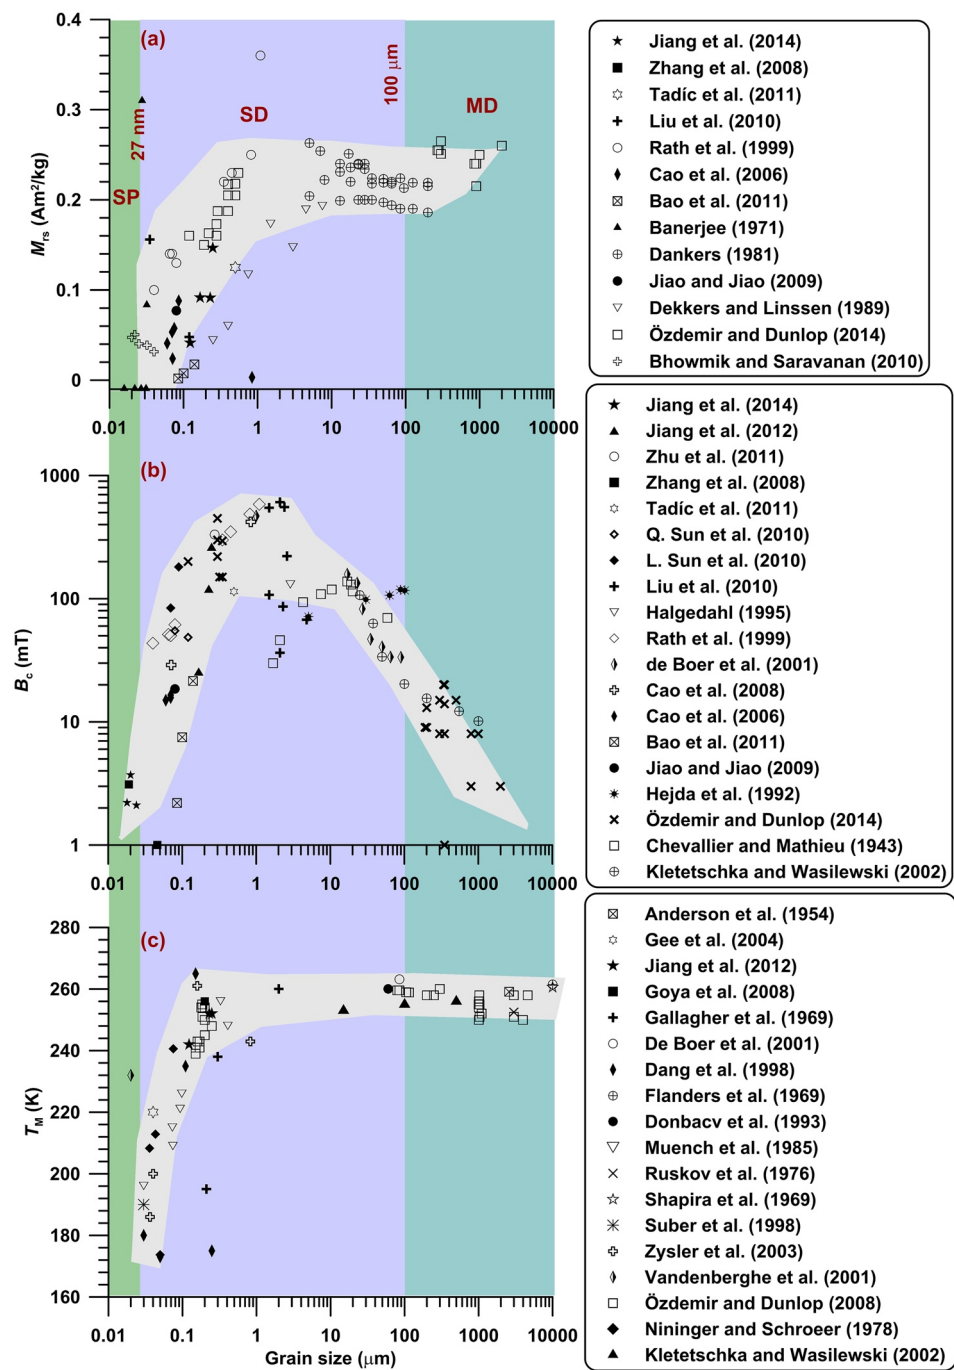 (a)
0.4
0.3
0.2
0.1
0
Mrs (Am²/kg)
SP
27 nm
SD
100 μm
MD
0.01 0.1 1 10 100 1000 10000
Jiang et al. (2014)
Zhang et al. (2008)
Tadíc et al. (2011)
Liu et al. (2010)
Rath et al. (1999)
Cao et al. (2006)
Bao et al. (2011)
Banerjee (1971)
Dankers (1981)
Jiao and Jiao (2009)
Dekkers and Linssen (1989)
Özdemir and Dunlop (2014)
Bhowmik and Saravanan (2010)
(b)
1000
100
10
1
Bc (mT)
0.01 0.1 1 10 100 1000 10000
Jiang et al. (2014)
Jiang et al. (2012)
Zhu et al. (2011)
Zhang et al. (2008)
Tadíc et al. (2011)
Q. Sun et al. (2010)
L. Sun et al. (2010)
Liu et al. (2010)
Halgedahl (1995)
Rath et al. (1999)
de Boer et al. (2001)
Cao et al. (2008)
Cao et al. (2006)
Bao et al. (2011)
Jiao and Jiao (2009)
Hejda et al. (1992)
Özdemir and Dunlop (2014)
Chevallier and Mathieu (1943)
Kletetschka and Wasilewski (2002)
(c)
280
260
240
220
200
180
160
TM (K)
0.01 0.1 1 10 100 1000 10000
Grain size (μm)
Anderson et al. (1954)
Gee et al. (2004)
Jiang et al. (2012)
Goya et al. (2008)
Gallagher et al. (1969)
De Boer et al. (2001)
Dang et al. (1998)
Flanders et al. (1969)
Donbacv et al. (1993)
Muench et al. (1985)
Ruskov et al. (1976)
Shapira et al. (1969)
Suber et al. (1998)
Zysler et al. (2003)
Vandenberghe et al. (2001)
Özdemir and Dunlop (2008)
Nininger and Schroeer (1978)
Kletetschka and Wasilewski (2002)